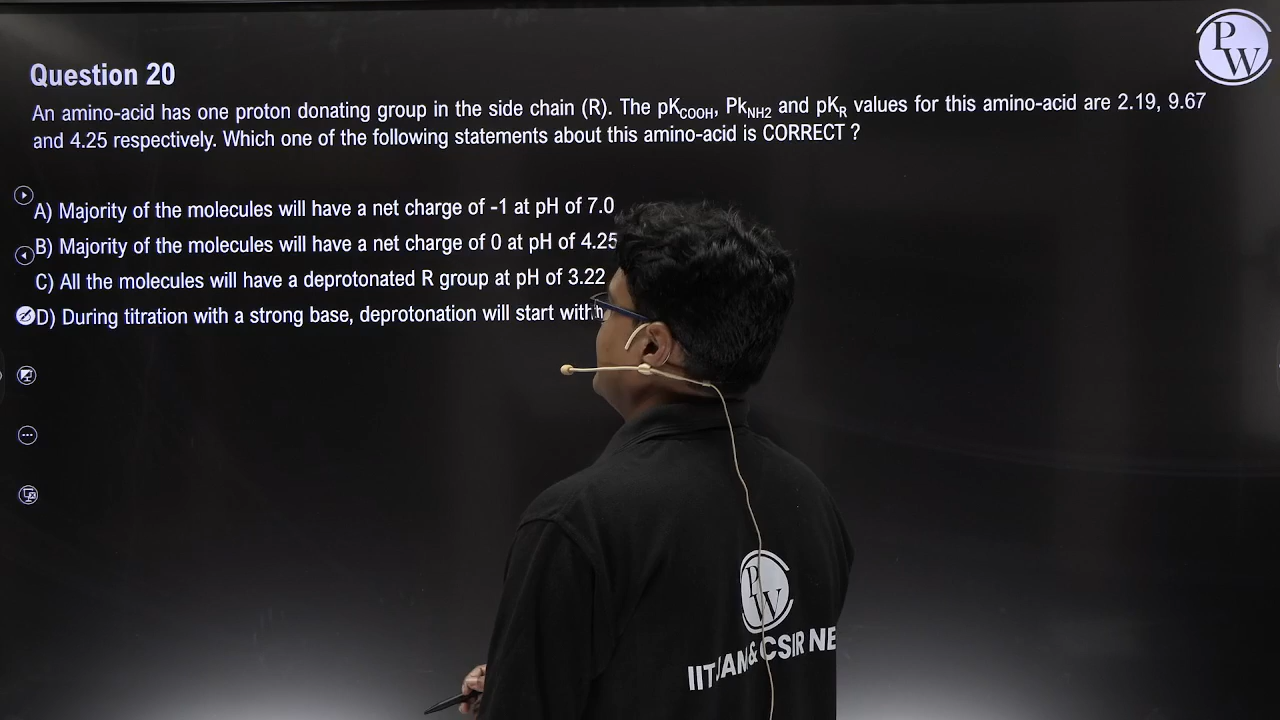 P
W
Question 20
An amino-acid has one proton donating group in the side chain (R). The pKCOOH, PkNH2 and pKR values for this amino-acid are 2.19, 9.67
and 4.25 respectively. Which one of the following statements about this amino-acid is CORRECT ?
A) Majority of the molecules will have a net charge of -1 at pH of 7.0
B) Majority of the molecules will have a net charge of 0 at pH of 4.25
C) All the molecules will have a deprotonated R group at pH of 3.22
D) During titration with a strong base, deprotonation will start with
P
W
IIT JAM & CSIR NE